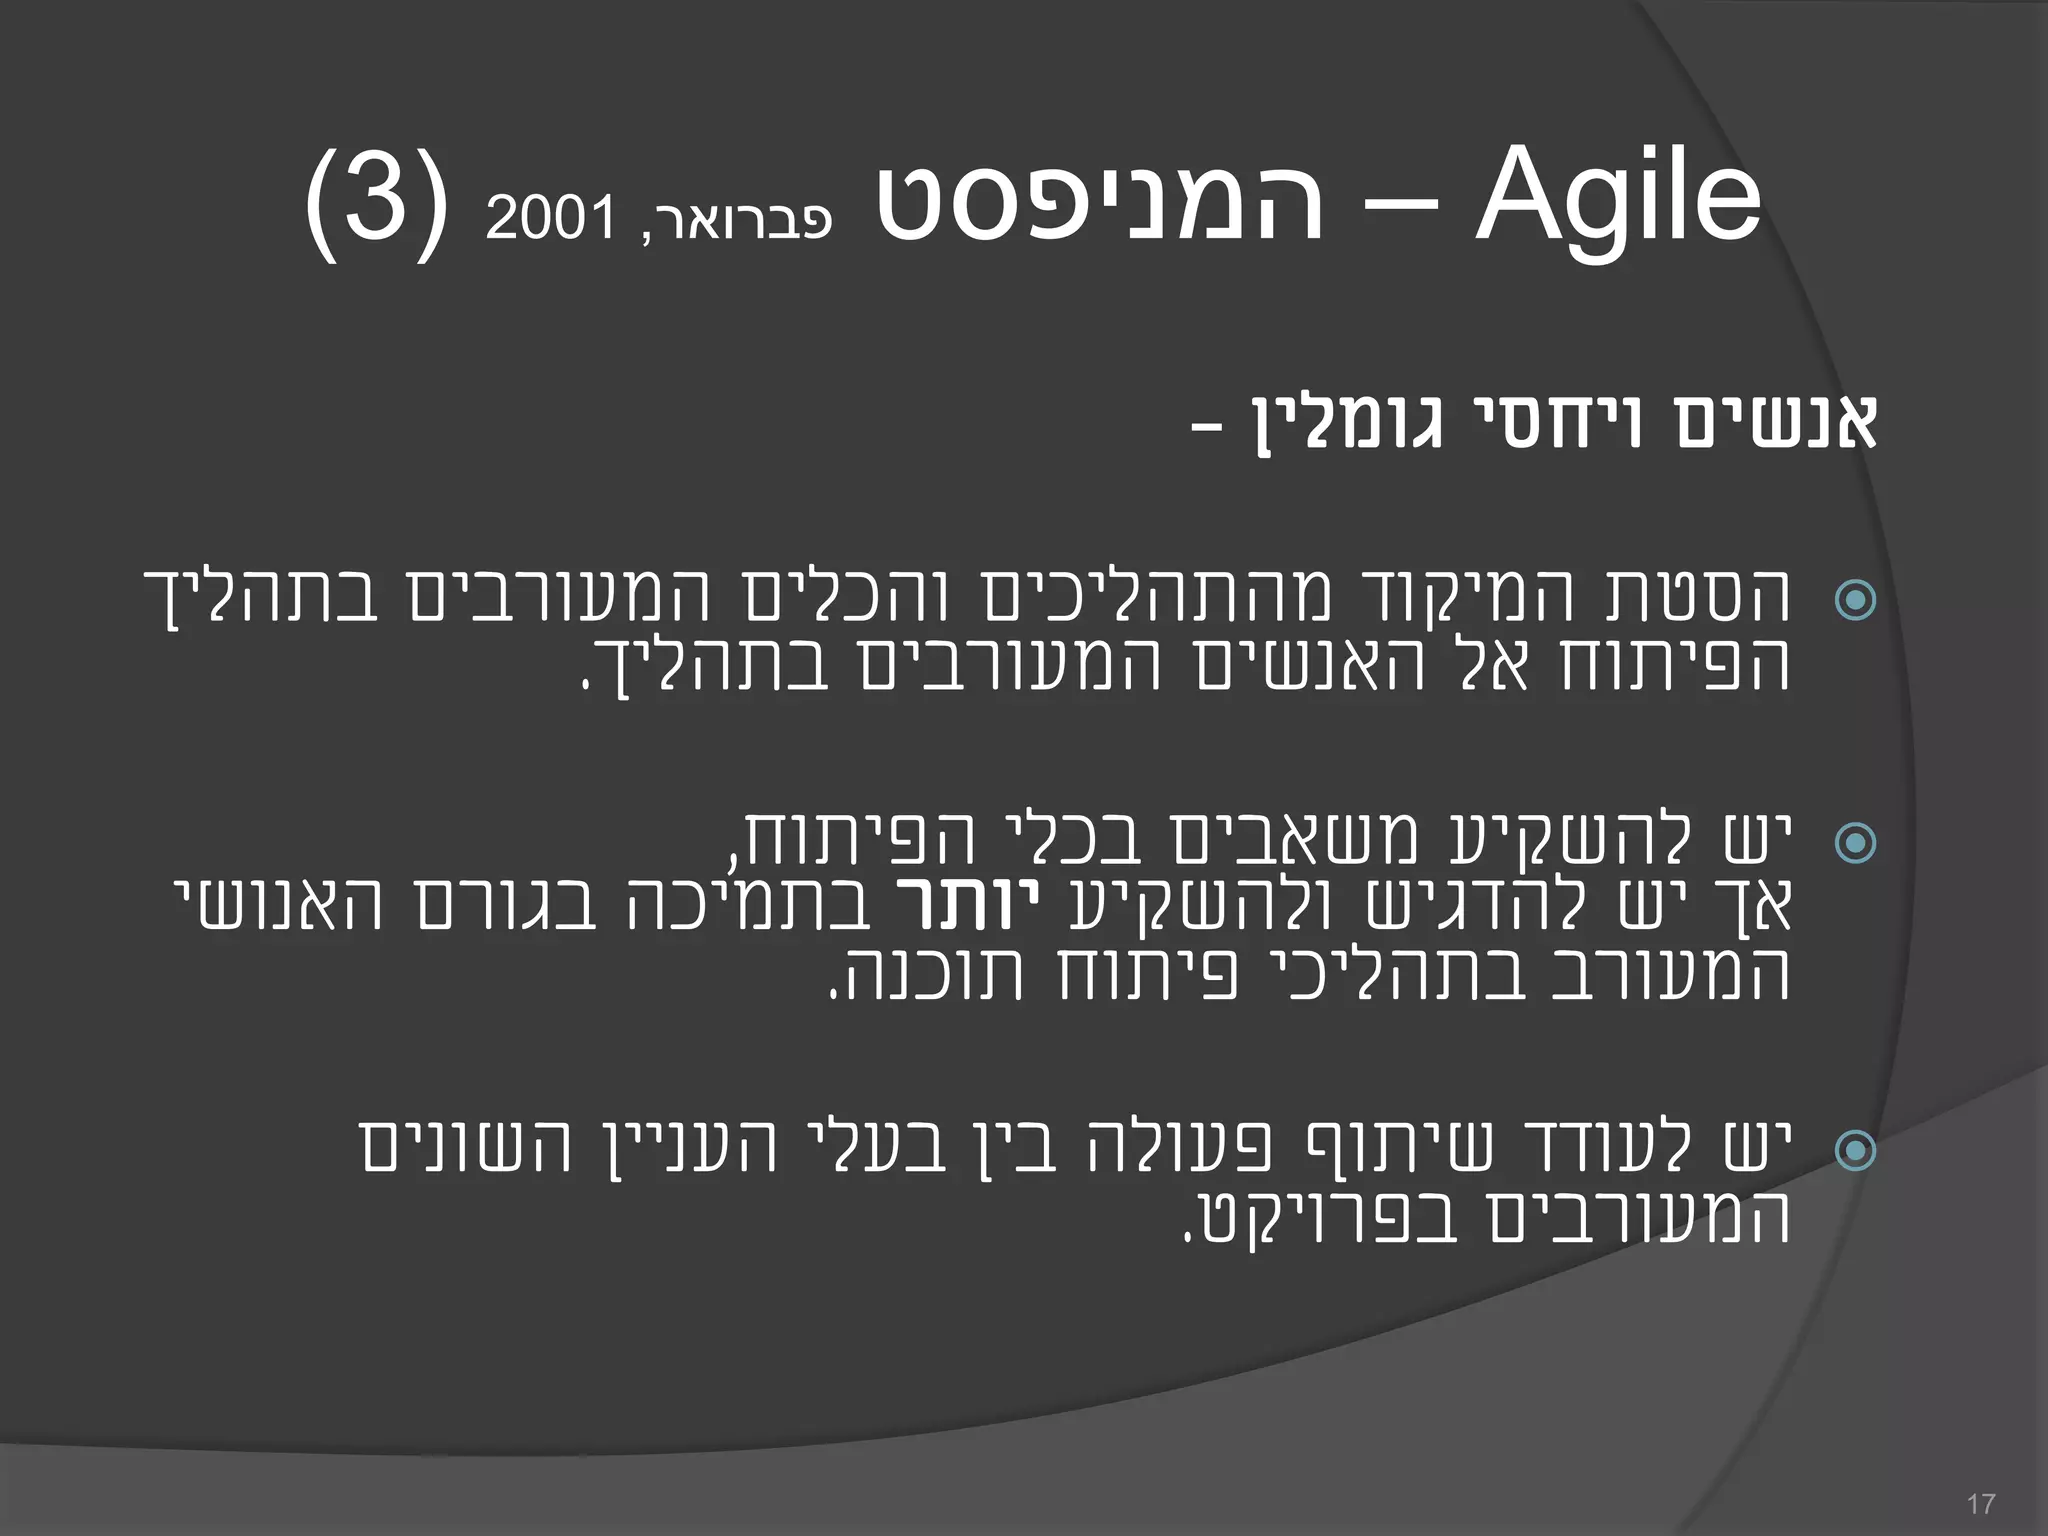 Agile – המניפסט פברואר, 2001 (3)
אנשים ויחסי גומלין -
הסטת המיקוד מהתהליכים והכלים המעורבים בתהליך
הפיתוח אל האנשים המעורבים בתהליך.
יש להשקיע משאבים בכלי הפיתוח,
אך יש להדגיש ולהשקיע יותר בתמיכה בגורם האנושי
המעורב בתהליכי פיתוח תוכנה.
יש לעודד שיתוף פעולה בין בעלי העניין השונים
המעורבים בפרויקט.
17